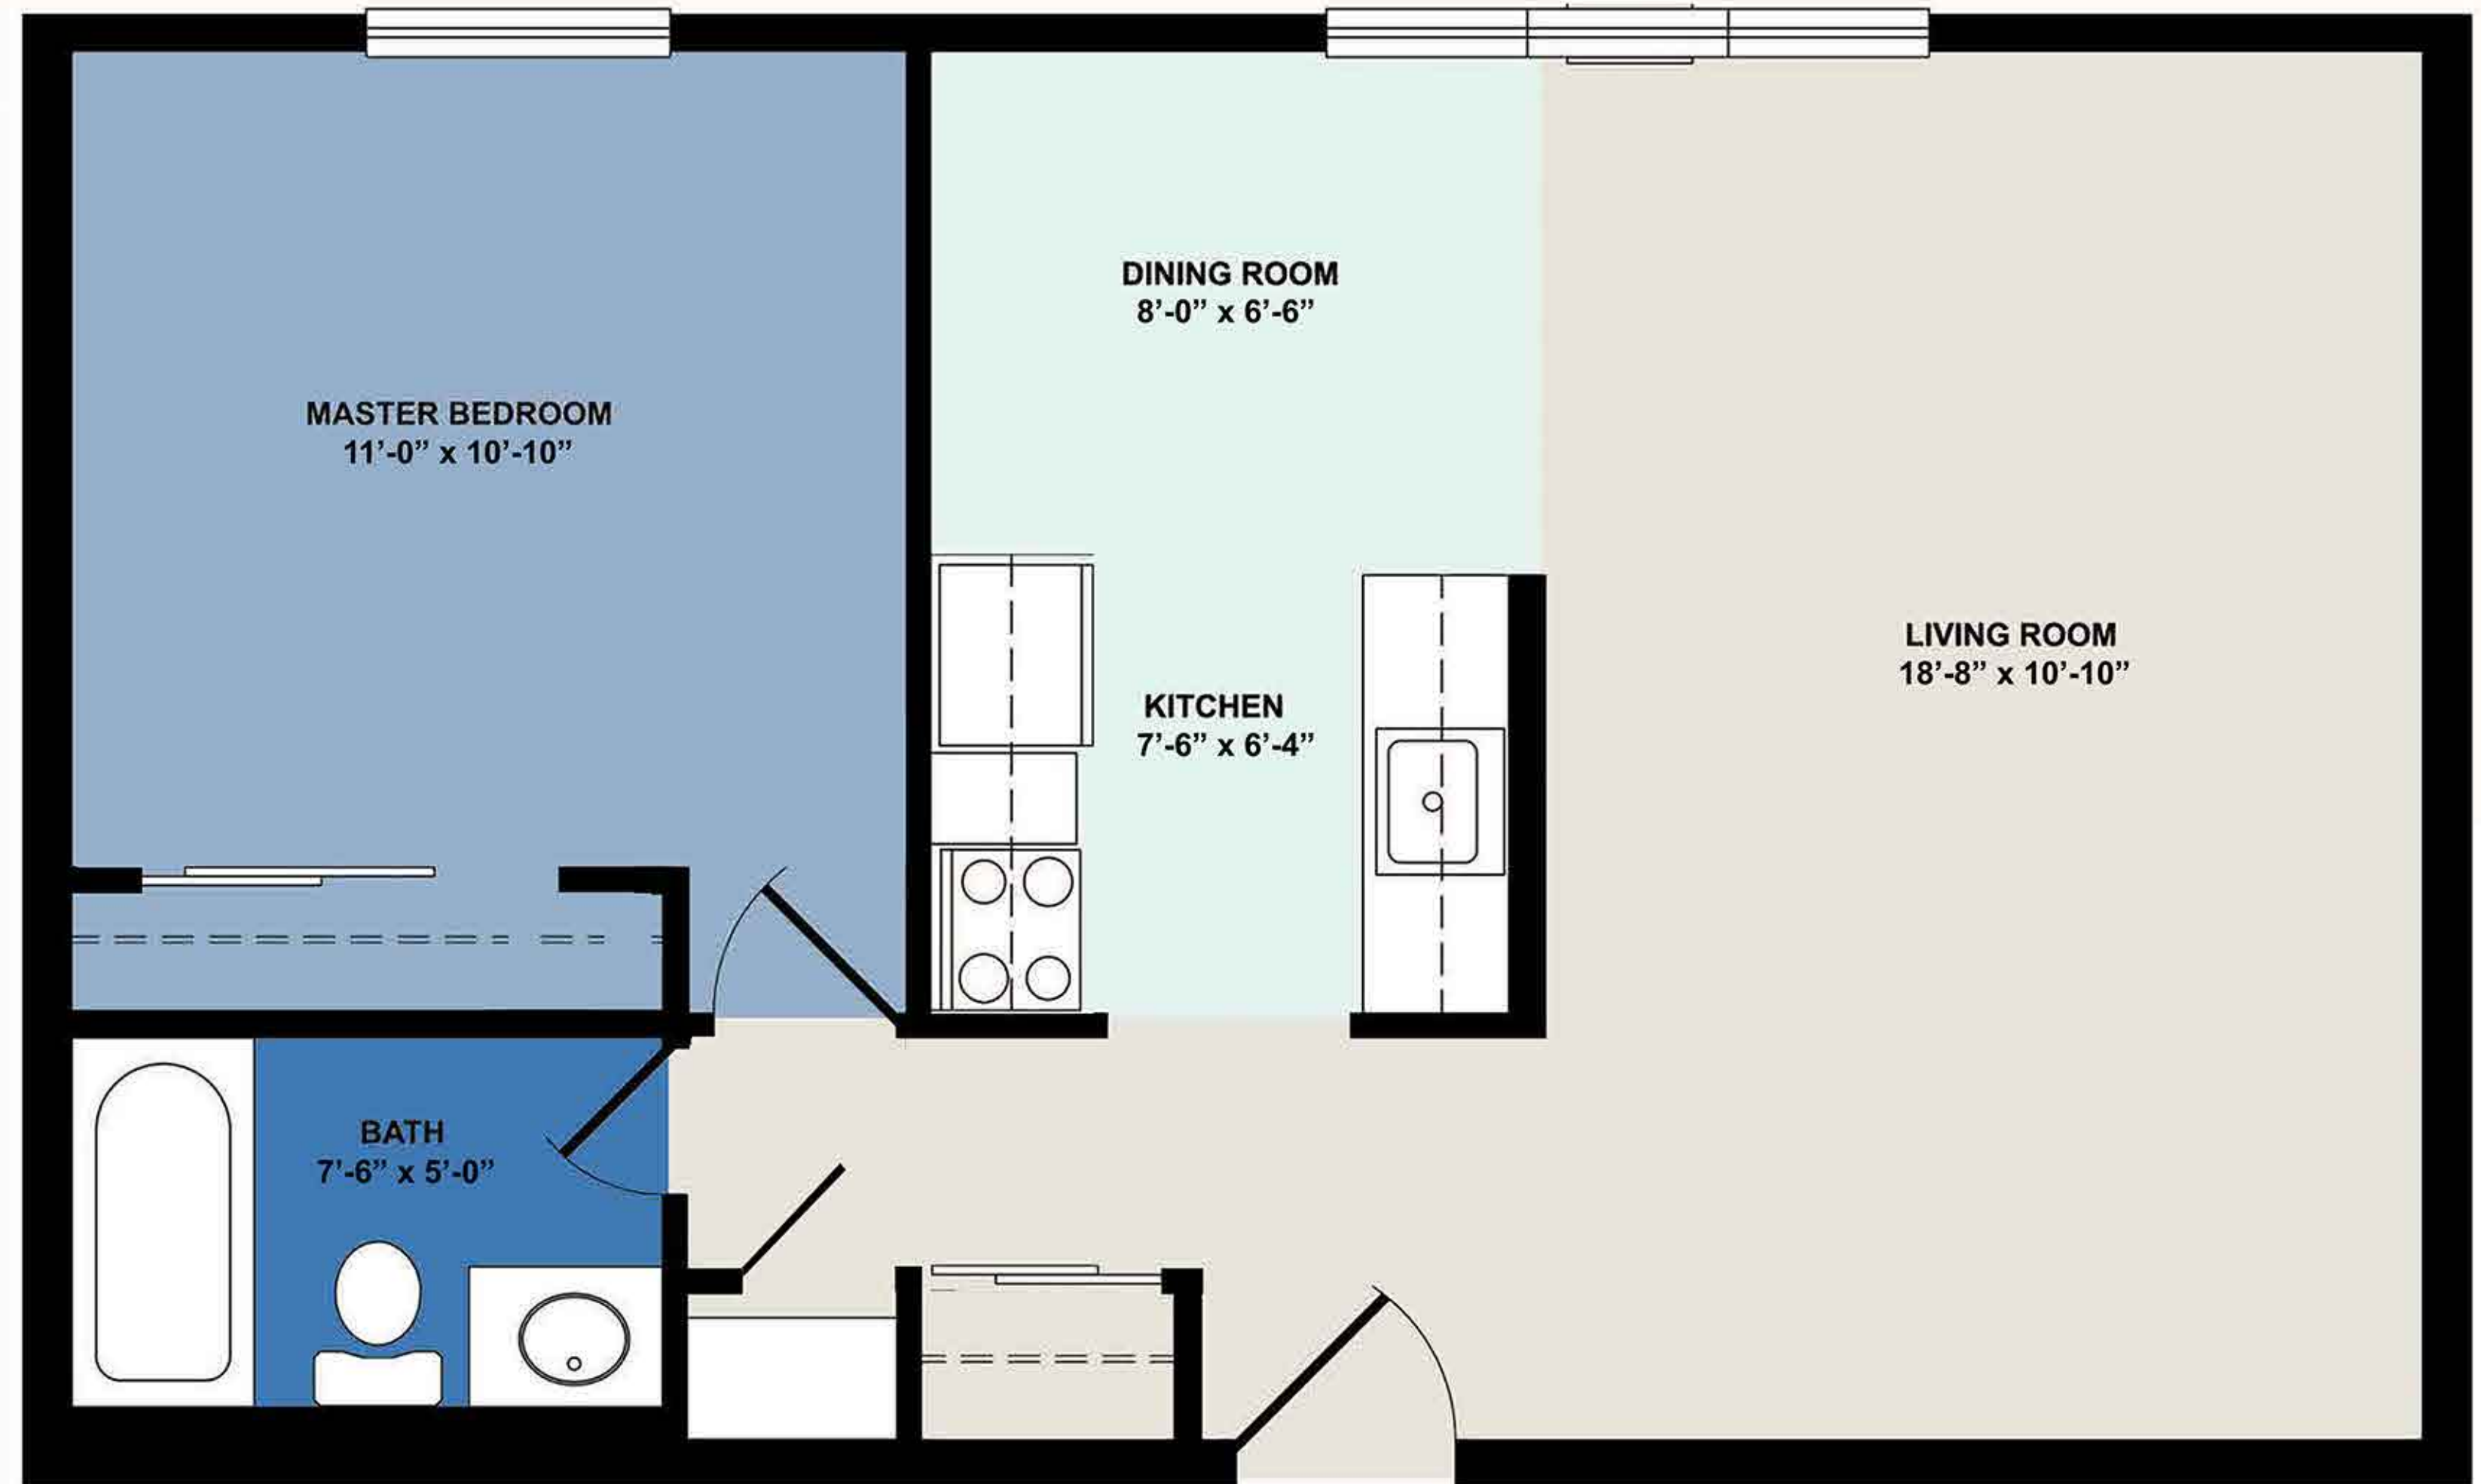 DINING ROOM
8’-0” x 6’-6”
MASTER BEDROOM
11’-0” x 10’-10”
LIVING ROOM
18’-8” x 10’-10”
KITCHEN
7’-6” x 6’-4”
BATH
7’-6” x 5’-0”